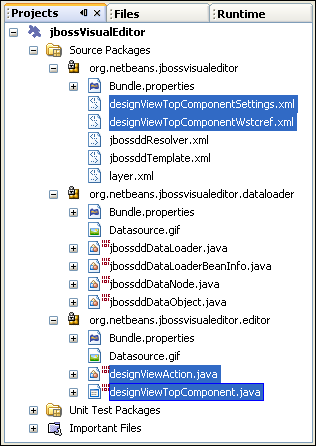 Projects Files Runtime
jbossVisualEditor
Source Packages
org.netbeans.jbossvisualeditor
Bundle.properties
designViewTopComponentSettings.xml
designViewTopComponentWstcref.xml
jbossddResolver.xml
jbossddTemplate.xml
layer.xml
org.netbeans.jbossvisualeditor.dataloader
Bundle.properties
Datasource.gif
jbossddDataLoader.java
jbossddDataLoaderBeanInfo.java
jbossddDataNode.java
jbossddDataObject.java
org.netbeans.jbossvisualeditor.editor
Bundle.properties
Datasource.gif
designViewAction.java
designViewTopComponent.java
Unit Test Packages
Important Files